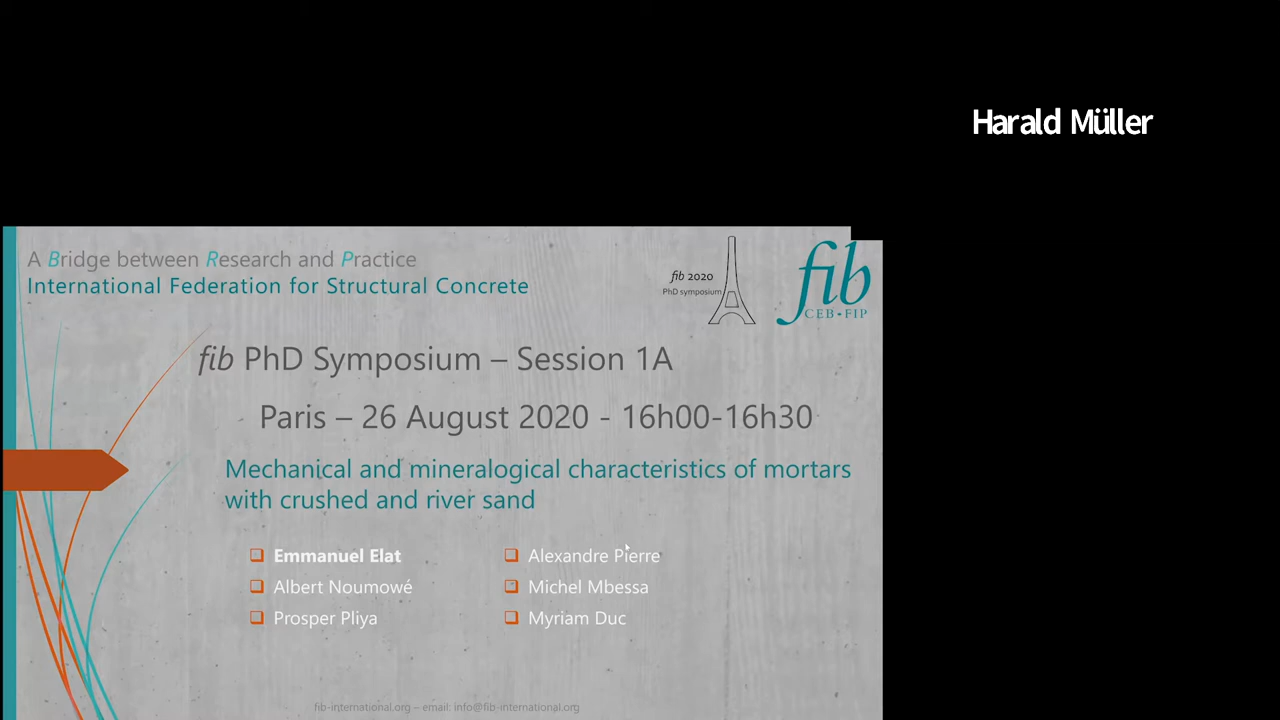 Harald Müller
A Bridge between Research and Practice
International Federation for Structural Concrete
fib 2020
PhD symposium
fib
CEB•FIP
fib PhD Symposium – Session 1A
Paris – 26 August 2020 - 16h00-16h30
Mechanical and mineralogical characteristics of mortars
with crushed and river sand
❑ Emmanuel Elat
❑ Albert Noumowé
❑ Prosper Pliya
❑ Alexandre Pierre
❑ Michel Mbessa
❑ Myriam Duc
fib-international.org – email: info@fib-international.org